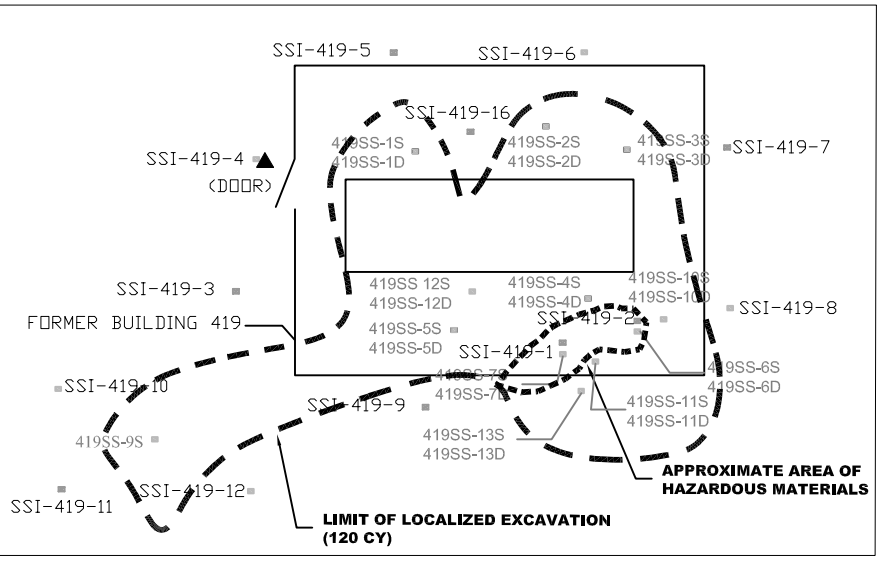 SSI-419-5
SSI-419-6
SSI-419-16
419SS-1S
419SS-1D
419SS-2S
419SS-2D
419SS-3S
419SS-3D
SSI-419-7
SSI-419-4
(DOOR)
SSI-419-3
419SS 12S
419SS-12D
419SS-4S
419SS-4D
419SS-10S
419SS-10D
SSI-419-8
FORMER BUILDING 419
SSI-419-2
419SS-5S
419SS-5D
SSI-419-1
419SS-6S
419SS-6D
419SS-7S
419SS-7D
SSI-419-10
SSI-419-9
419SS-11S
419SS-11D
419SS-9S
419SS-13S
419SS-13D
APPROXIMATE AREA OF
HAZARDOUS MATERIALS
SSI-419-11
SSI-419-12
LIMIT OF LOCALIZED EXCAVATION
(120 CY)